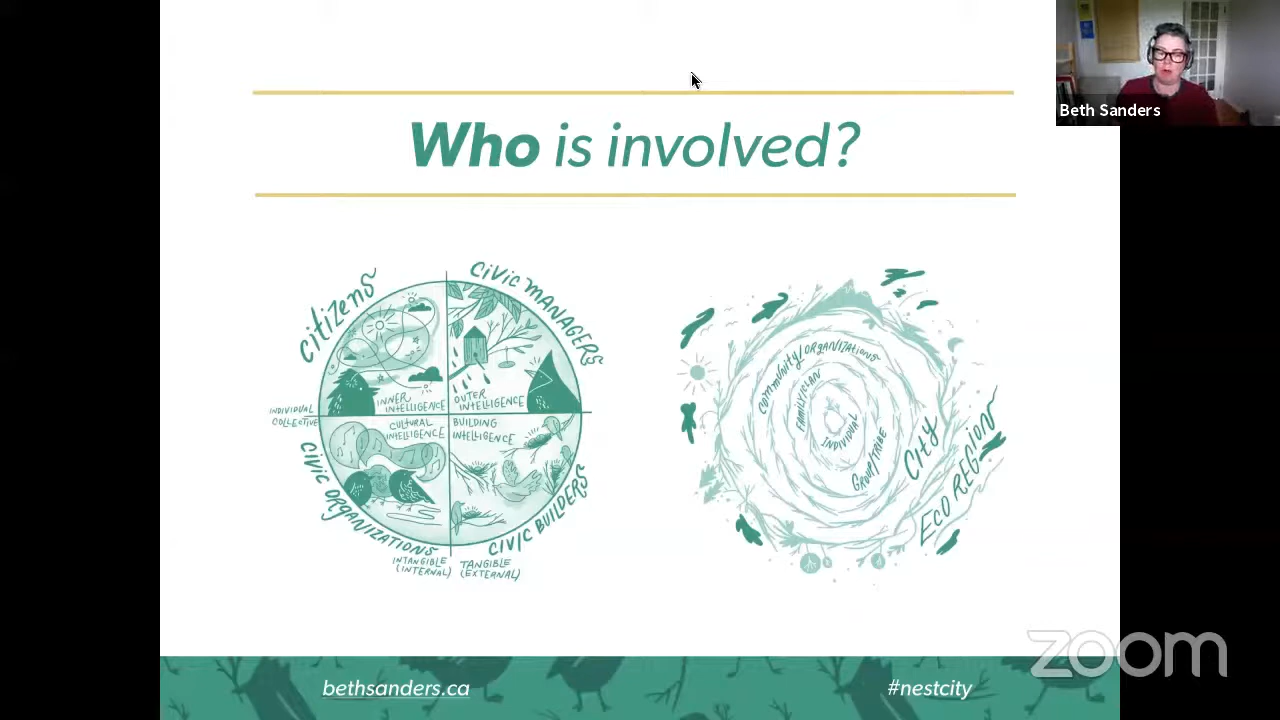 Beth Sanders
Who is involved?
CITIZENS
CIVIC MANAGERS
INNER
INTELLIGENCE
OUTER
INTELLIGENCE
INDIVIDUAL
COLLECTIVE
CULTURAL
INTELLIGENCE
BUILDING
INTELLIGENCE
CIVIC ORGANIZATIONS
CIVIC BUILDERS
INTANGIBLE
(INTERNAL)
TANGIBLE
(EXTERNAL)
COMMUNITY/ORGANIZATIONS
FAMILY/CLAN
INDIVIDUAL
GROUP/TRIBE
CITY
ECO REGION
zoom
bethsanders.ca
#nestcity